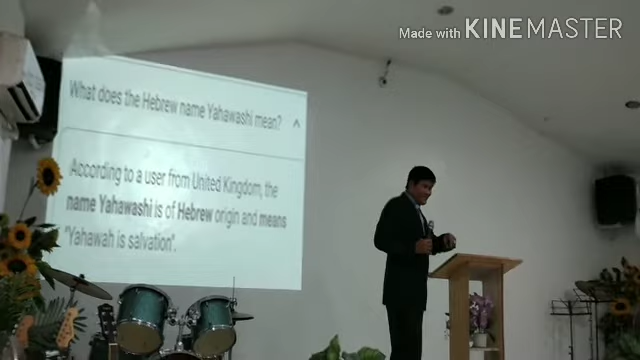 Made with KINEMASTER
What does the Hebrew name Yahawashi mean?
According to a user from United Kingdom, the
name Yahawashi is of Hebrew origin and means
"Yahawah is salvation".